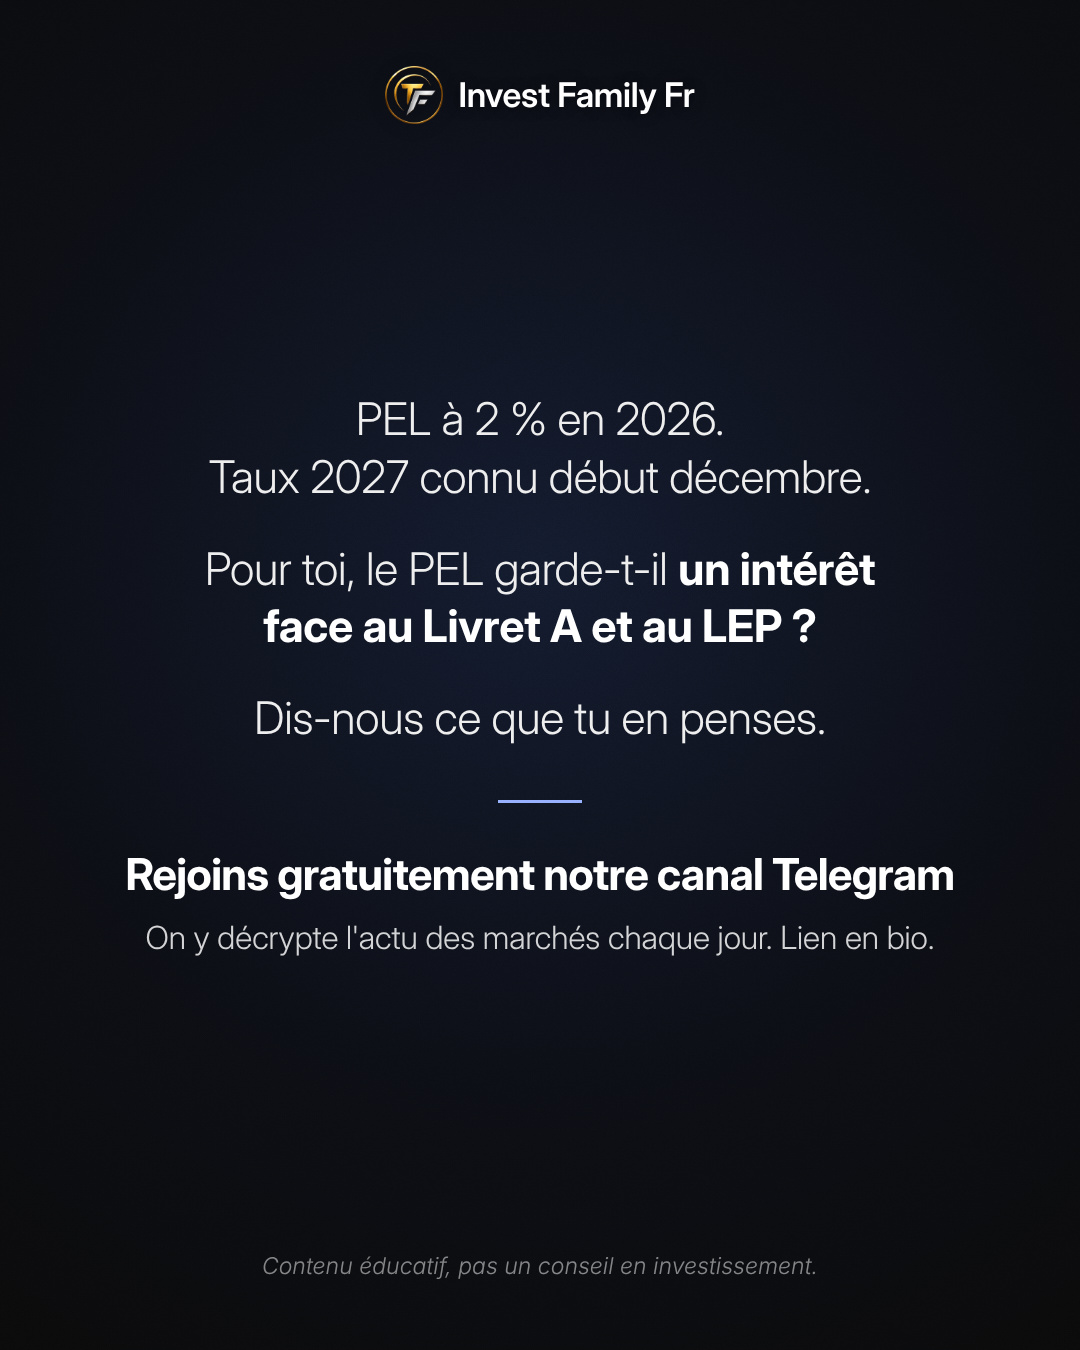 TF
Invest Family Fr
PEL à 2 % en 2026.
Taux 2027 connu début décembre.
Pour toi, le PEL garde-t-il un intérêt
face au Livret A et au LEP ?
Dis-nous ce que tu en penses.
Rejoins gratuitement notre canal Telegram
On y décrypte l'actu des marchés chaque jour. Lien en bio.
Contenu éducatif, pas un conseil en investissement.